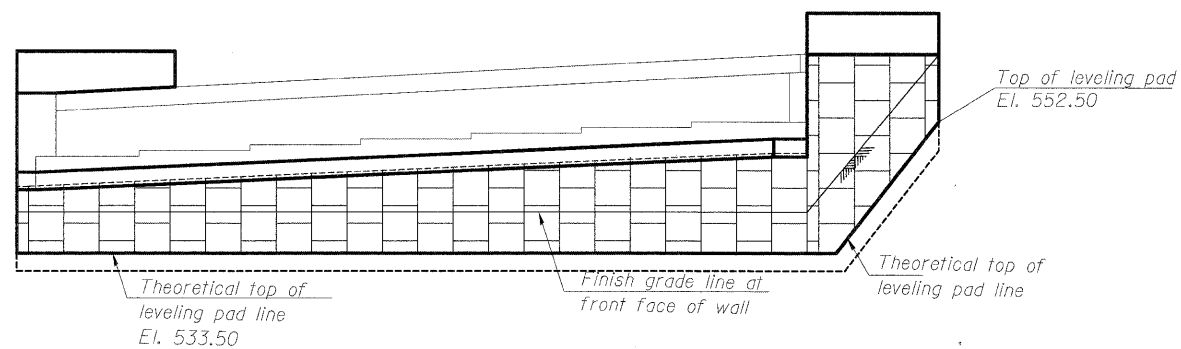 Top of leveling pad
El. 552.50
Theoretical top of
leveling pad line
El. 533.50
Finish grade line at
front face of wall
Theoretical top of
leveling pad line